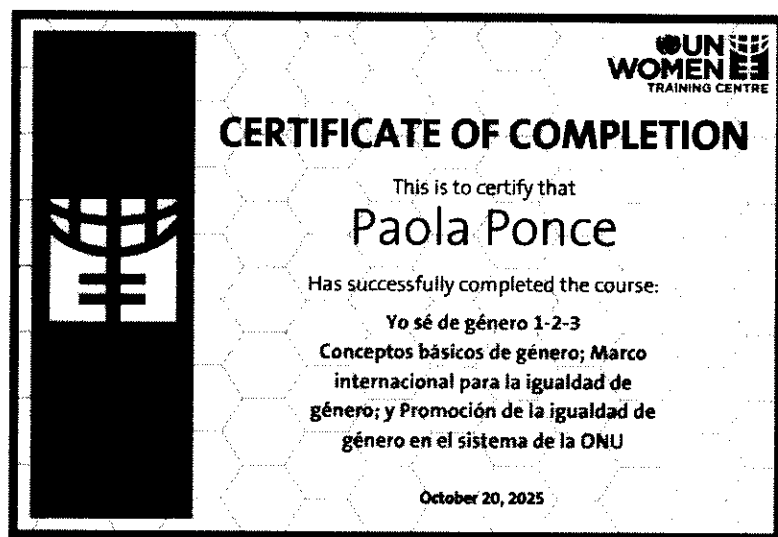 UN
WOMEN
TRAINING CENTRE
CERTIFICATE OF COMPLETION
This is to certify that
Paola Ponce
Has successfully completed the course:
Yo sé de género 1-2-3
Conceptos básicos de género; Marco
internacional para la igualdad de
género; y Promoción de la igualdad de
género en el sistema de la ONU
October 20, 2025